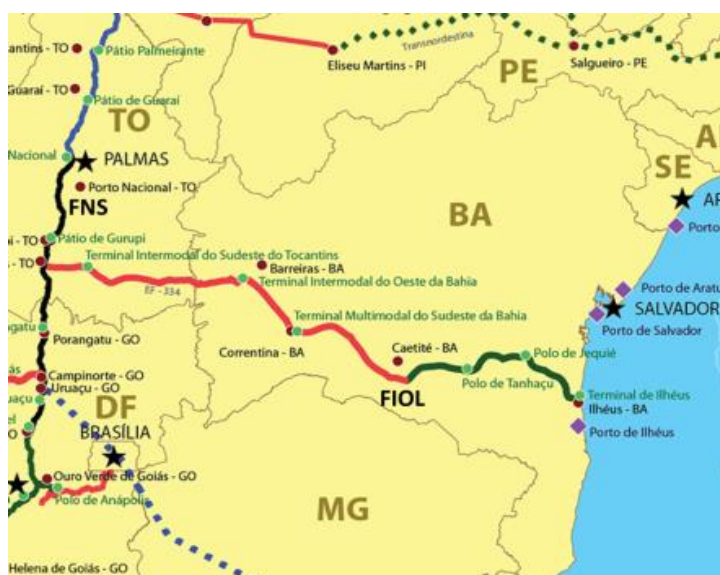 antins - TO
Pátio Palmeirante
Transnordestina
Eliseu Martins - PI
Salgueiro - PE
PE
Guaraí - TO
Pátio de Guaraí
TO
Nacional
PALMAS
Porto Nacional - TO
FNS
SE
BA
Porto
Pátio de Gurupi
- TO
Terminal Intermodal do Sudeste do Tocantins
Barreiras - BA
EF - 334
Terminal Intermodal do Oeste da Bahia
Porto de Aratu
SALVADOR
Porto de Salvador
Terminal Multimodal do Sudeste da Bahia
Correntina - BA
Porangatu - GO
Caetité - BA
Polo de Jequié
Polo de Tanhaçu
Campinorte - GO
Uruaçu - GO
FIOL
Terminal de Ilhéus
Ilhéus - BA
Porto de Ilhéus
DF
BRASÍLIA
Ouro Verde de Goiás - GO
Polo de Anápolis
MG
Helena de Goiás - GO